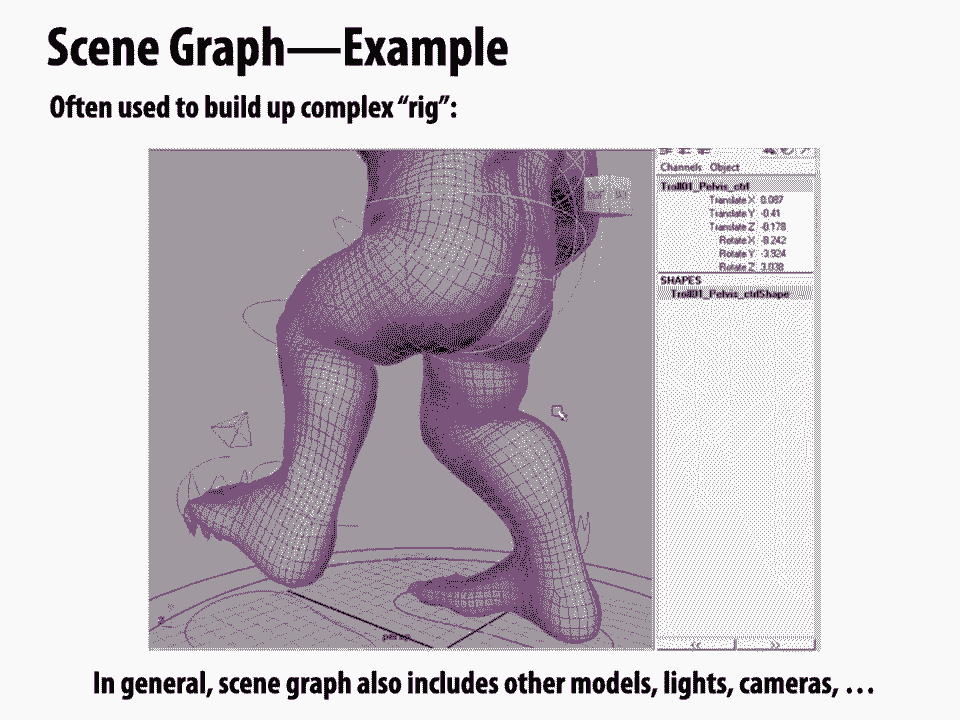 Scene Graph—Example
Often used to build up complex “rig”:
Channels Object
Troll01_Pelvis_ctrl
Translate X 0.087
Translate Y -0.41
Translate Z -0.178
Rotate X -8.242
Rotate Y -3.924
Rotate Z 3.038
SHAPES
Troll01_Pelvis_ctrlShape
persp
<< >>
In general, scene graph also includes other models, lights, cameras, …